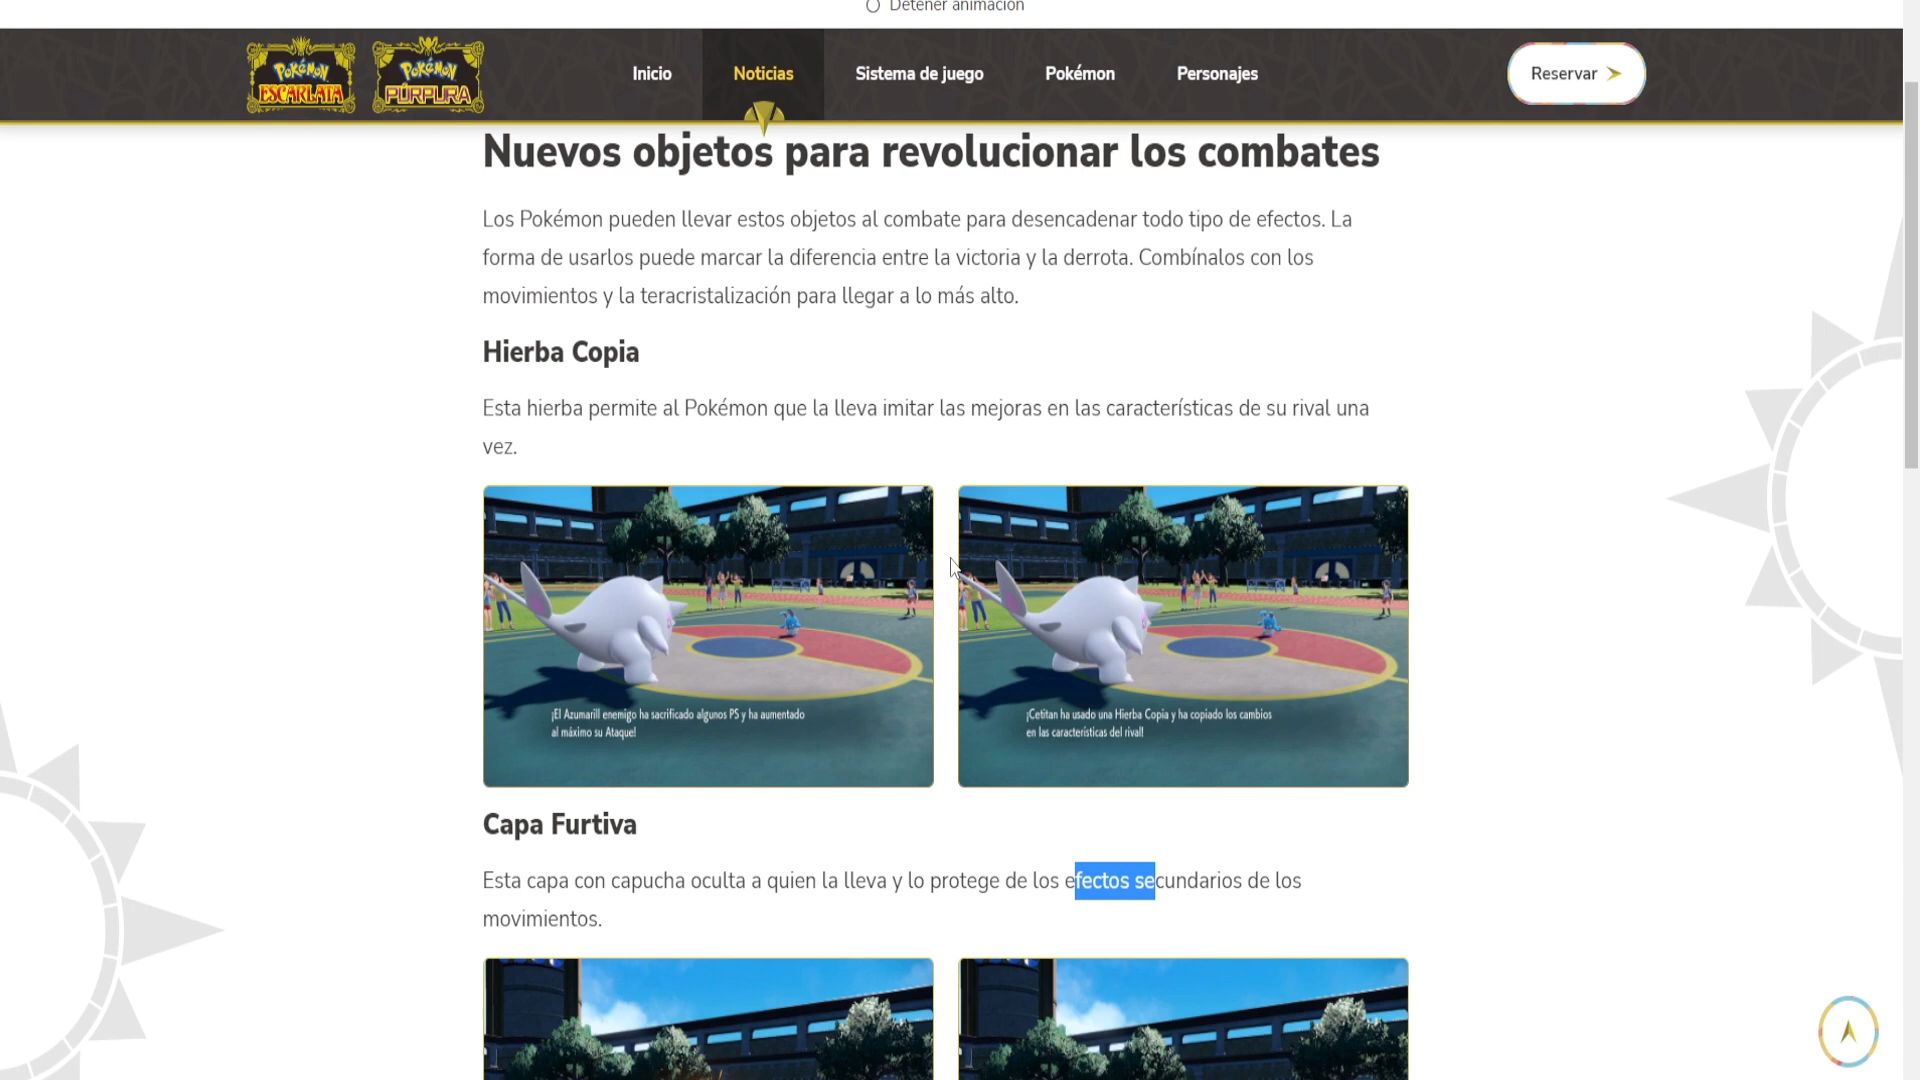 Detener animación
Pokémon
ESCARLATA
Pokémon
PÚRPURA
Inicio
Noticias
Sistema de juego
Pokémon
Personajes
Reservar
Nuevos objetos para revolucionar los combates
Los Pokémon pueden llevar estos objetos al combate para desencadenar todo tipo de efectos. La
forma de usarlos puede marcar la diferencia entre la victoria y la derrota. Combínalos con los
movimientos y la teracristalización para llegar a lo más alto.
Hierba Copia
Esta hierba permite al Pokémon que la lleva imitar las mejoras en las características de su rival una
vez.
¡El Azumarill enemigo ha sacrificado algunos PS y ha aumentado
al máximo su Ataque!
¡Cetitan ha usado una Hierba Copia y ha copiado los cambios
en las características del rival!
Capa Furtiva
Esta capa con capucha oculta a quien la lleva y lo protege de los efectos secundarios de los
movimientos.